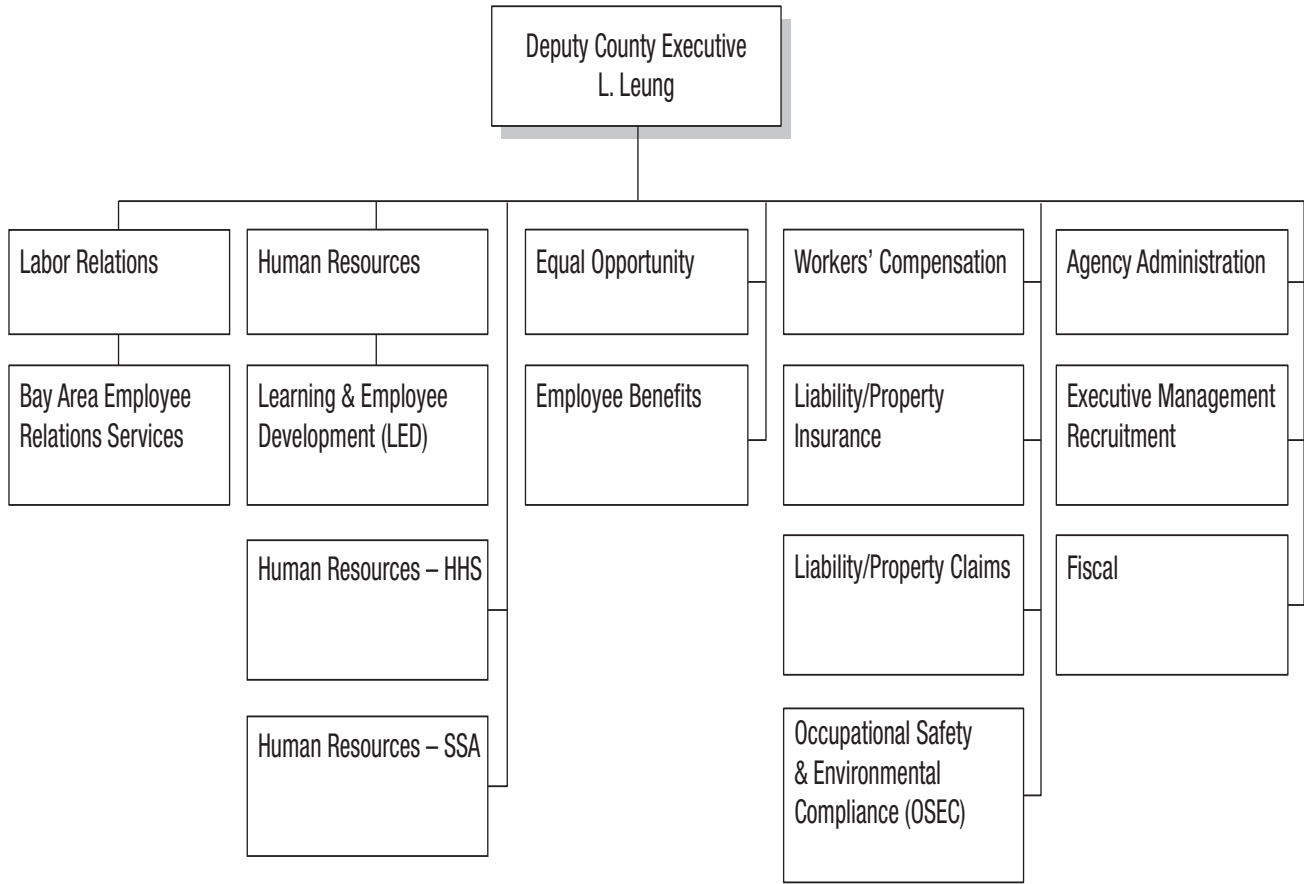 Deputy County Executive
L. Leung
Labor Relations
Human Resources
Equal Opportunity
Workers’ Compensation
Agency Administration
Bay Area Employee
Relations Services
Learning & Employee
Development (LED)
Employee Benefits
Liability/Property
Insurance
Executive Management
Recruitment
Human Resources – HHS
Liability/Property Claims
Fiscal
Human Resources – SSA
Occupational Safety
& Environmental
Compliance (OSEC)